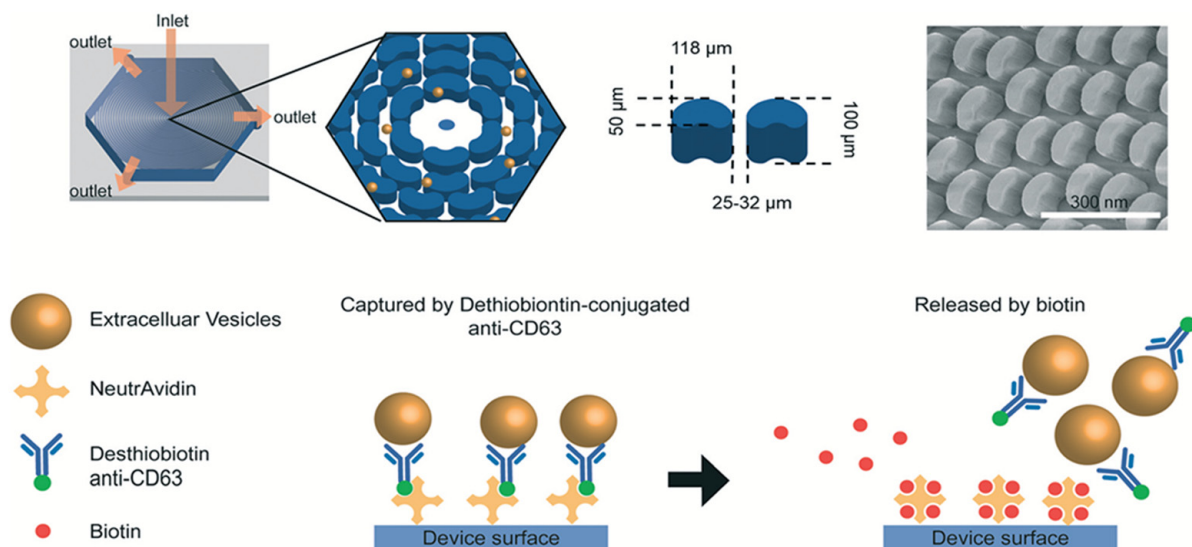 Inlet
outlet
outlet
outlet
118 µm
50 µm
100 µm
25-32 µm
300 nm
Extracelluar Vesicles
NeutrAvidin
Desthiobiotin
anti-CD63
Biotin
Captured by Dethiobiontin-conjugated
anti-CD63
Device surface
Released by biotin
Device surface